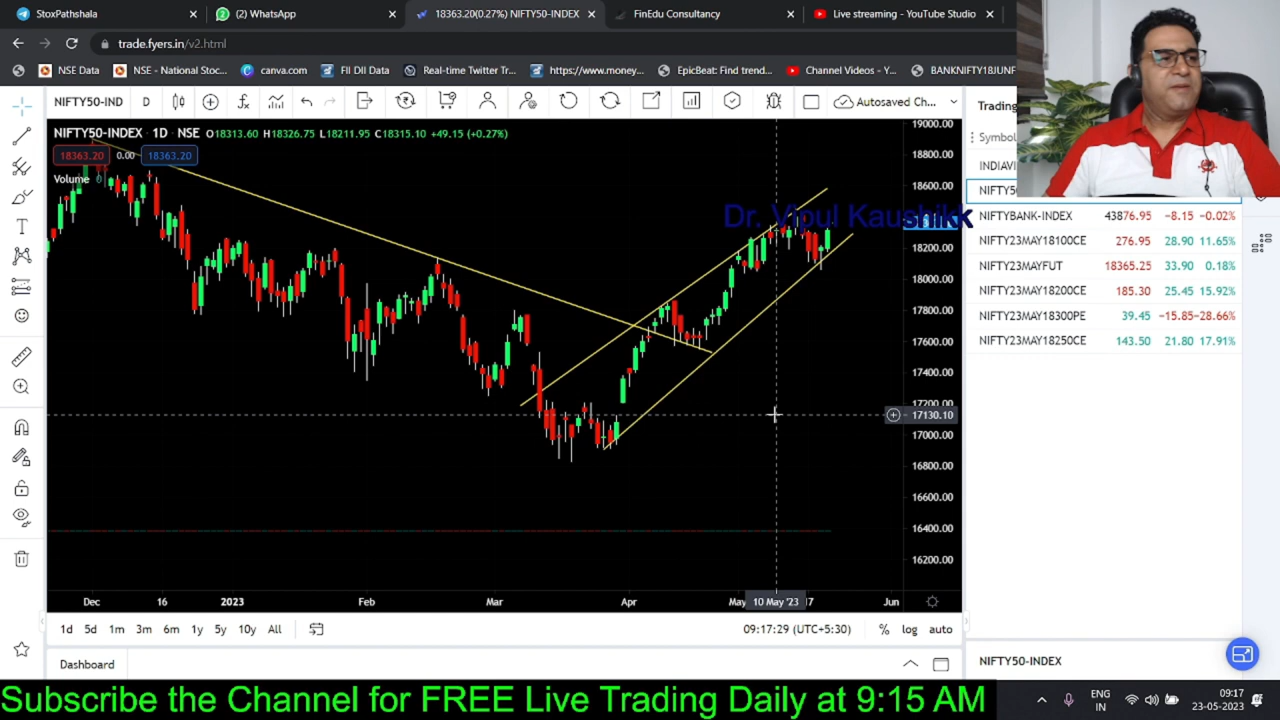 StoxPathshala
(2) WhatsApp
18363.20(0.27%) NIFTY50-INDEX
FinEdu Consultancy
Live streaming - YouTube Studio
trade.fyers.in/v2.html
NSE Data
NSE - National Stoc...
canva.com
FII DII Data
Real-time Twitter Tr...
https://www.money...
EpicBeat: Find trend...
Channel Videos - Y...
BANKNIFTY18JUNF
NIFTY50-IND
D
Autosaved Ch...
Trading
Symbol
NIFTY50-INDEX 1D NSE O18313.60 H18326.75 L18211.95 C18315.10 +49.15 (+0.27%)
18363.20 0.00 18363.20
Volume 0
Dr. Vipul Kaushikk
19000.00
18800.00
18600.00
18200.00
18000.00
17800.00
17600.00
17400.00
17200.00
17130.10
17000.00
16800.00
16600.00
16400.00
16200.00
INDIAVI
NIFTY50
NIFTYBANK-INDEX 43876.95 -8.15 -0.02%
NIFTY23MAY18100CE 276.95 28.90 11.65%
NIFTY23MAYFUT 18365.25 33.90 0.18%
NIFTY23MAY18200CE 185.30 25.45 15.92%
NIFTY23MAY18300PE 39.45 −15.85 −28.66%
NIFTY23MAY18250CE 143.50 21.80 17.91%
Dec 16 2023 Feb Mar Apr May 10 May '23 17 Jun
1d 5d 1m 3m 6m 1y 5y 10y All
09:17:29 (UTC+5:30) % log auto
Dashboard
NIFTY50-INDEX
Subscribe the Channel for FREE Live Trading Daily at 9:15 AM
ENG
IN
09:17
23-05-2023